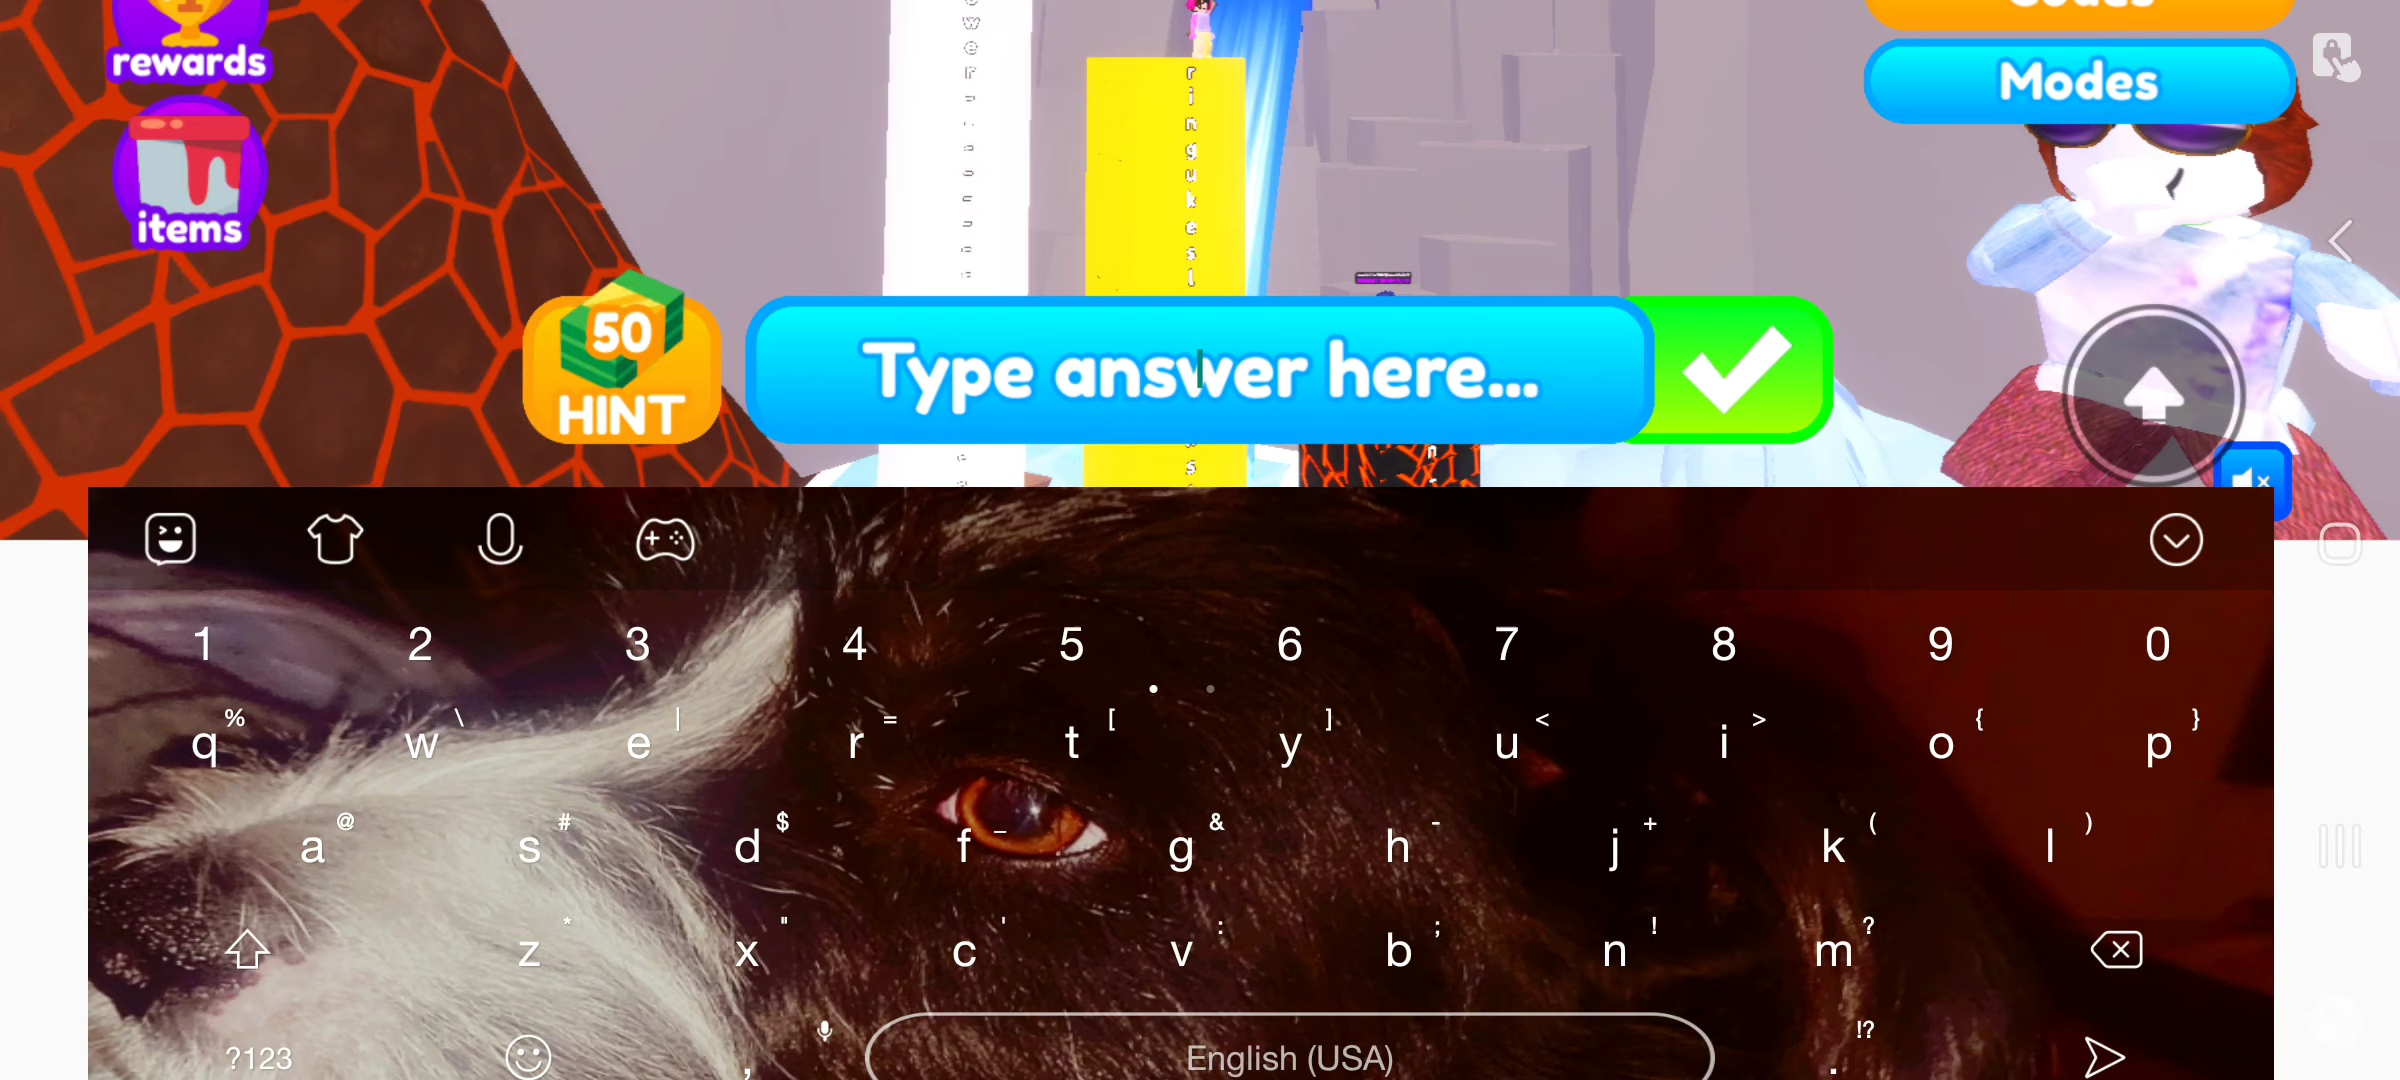 rewards
items
Modes
r
i
n
g
u
k
e
s
l
s
50
HINT
Type answer here...
n
1 2 3 4 5 6 7 8 9 0
% \ | = [ ] < > { }
q w e r t y u i o p
@ # $ _ & - + ( )
a s d f g h j k l
* " ' : ; ! ?
z x c v b n m
!?
?123 , English (USA) .